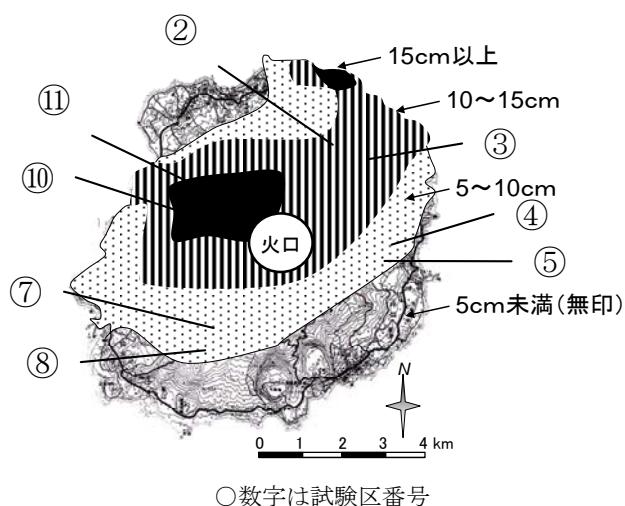 ②
15cm以上
⑪
10~15cm
③
⑩
5~10cm
火口
④
⑤
⑦
5cm未満(無印)
⑧
N
0 1 2 3 4 km
○数字は試験区番号